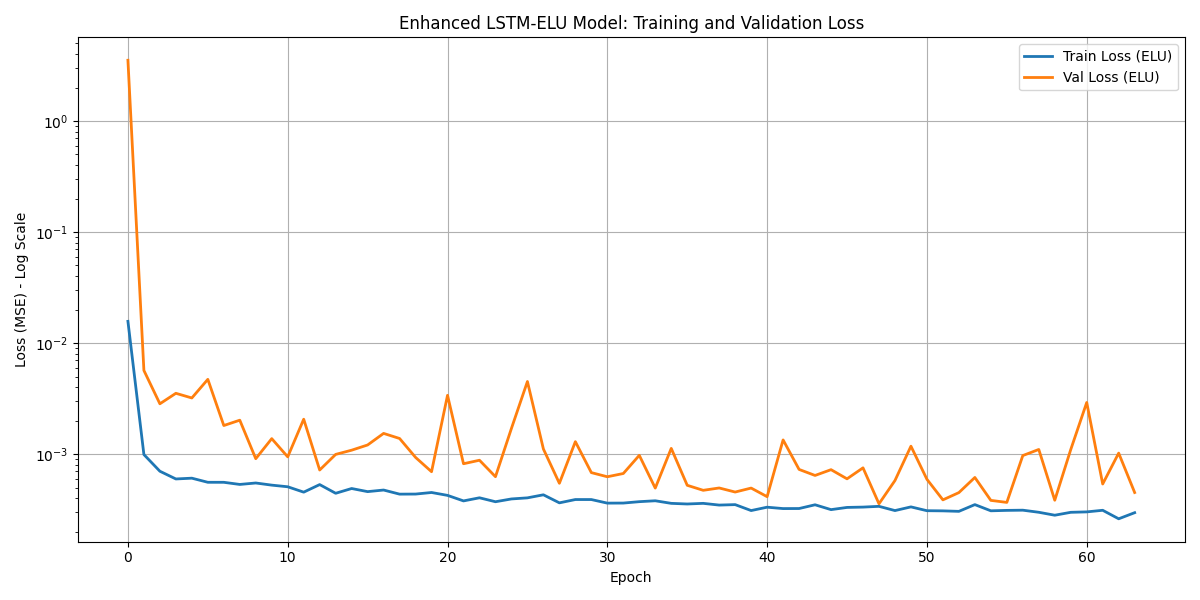 Enhanced LSTM-ELU Model: Training and Validation Loss
Train Loss (ELU)
Val Loss (ELU)
Loss (MSE) - Log Scale
10⁰
10⁻¹
10⁻²
10⁻³
0 10 20 30 40 50 60
Epoch